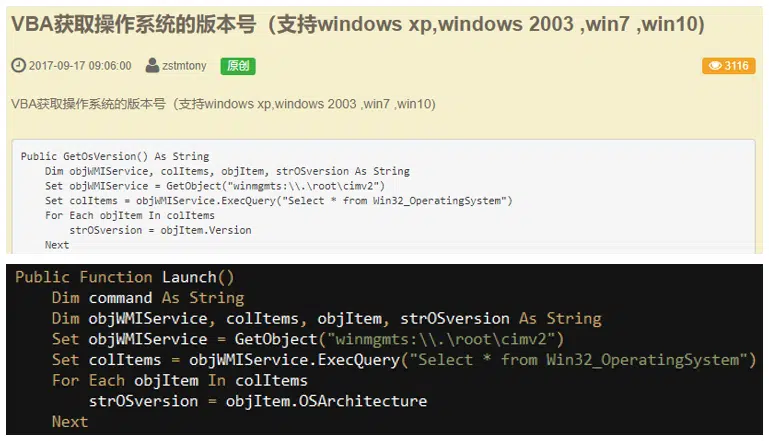 VBA获取操作系统的版本号（支持windows xp,windows 2003 ,win7 ,win10)
2017-09-17 09:06:00 zstmtony 原创 3116
VBA获取操作系统的版本号（支持windows xp,windows 2003 ,win7 ,win10)
Public GetOsVersion() As String
    Dim objWMIService, colItems, objItem, strOSversion As String
    Set objWMIService = GetObject("winmgmts:\\.\root\cimv2")
    Set colItems = objWMIService.ExecQuery("Select * from Win32_OperatingSystem")
    For Each objItem In colItems
        strOSversion = objItem.Version
    Next
Public Function Launch()
    Dim command As String
    Dim objWMIService, colItems, objItem, strOSversion As String
    Set objWMIService = GetObject("winmgmts:\\.\root\cimv2")
    Set colItems = objWMIService.ExecQuery("Select * from Win32_OperatingSystem")
    For Each objItem In colItems
        strOSversion = objItem.OSArchitecture
    Next